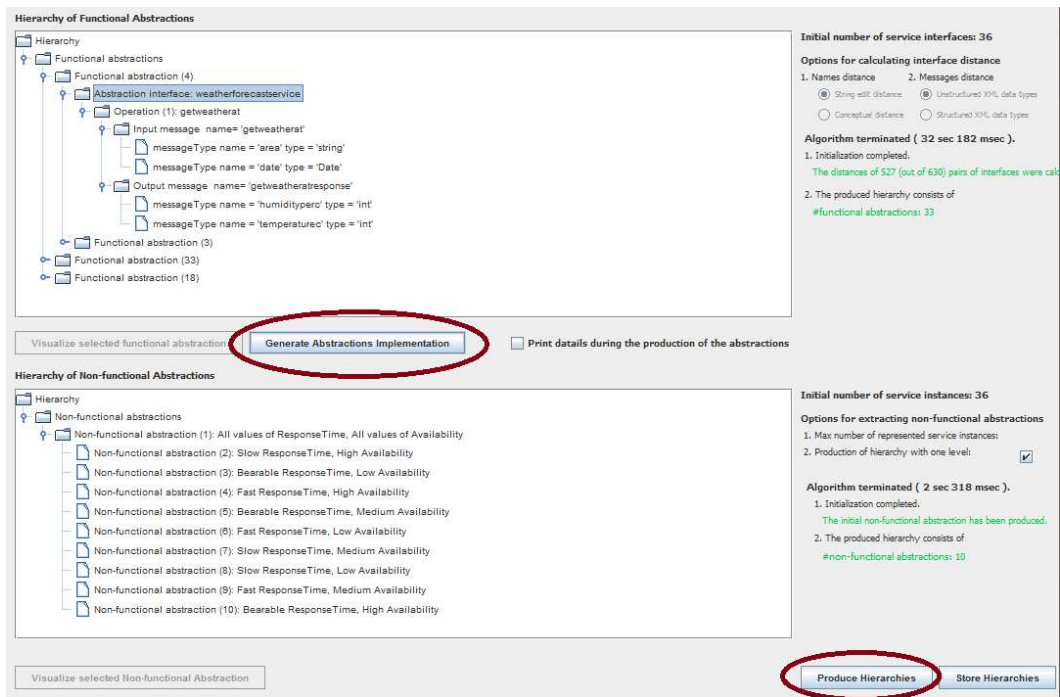 Hierarchy of Functional Abstractions
Hierarchy
Functional abstractions
Functional abstraction (4)
Abstraction interface: weatherforecastservice
Operation (1): getweatherat
Input message name= 'getweatherat'
messageType name = 'area' type = 'string'
messageType name = 'date' type = 'Date'
Output message name= 'getweatheratresponse'
messageType name = 'humidityperc' type = 'int'
messageType name = 'temperaturec' type = 'int'
Functional abstraction (3)
Functional abstraction (33)
Functional abstraction (18)
Initial number of service interfaces: 36
Options for calculating interface distance
1. Names distance 2. Messages distance
String edit distance Unstructured XML data types
Conceptual distance Structured XML data types
Algorithm terminated ( 32 sec 182 msec ).
1. Initialization completed.
The distances of 527 (out of 630) pairs of interfaces were calc
2. The produced hierarchy consists of
#functional abstractions: 33
Visualize selected functional abstraction Generate Abstractions Implementation Print datails during the production of the abstractions
Hierarchy of Non-functional Abstractions
Hierarchy
Non-functional abstractions
Non-functional abstraction (1): All values of ResponseTime, All values of Availability
Non-functional abstraction (2): Slow ResponseTime, High Availability
Non-functional abstraction (3): Bearable ResponseTime, Low Availability
Non-functional abstraction (4): Fast ResponseTime, High Availability
Non-functional abstraction (5): Bearable ResponseTime, Medium Availability
Non-functional abstraction (6): Fast ResponseTime, Low Availability
Non-functional abstraction (7): Slow ResponseTime, Medium Availability
Non-functional abstraction (8): Slow ResponseTime, Low Availability
Non-functional abstraction (9): Fast ResponseTime, Medium Availability
Non-functional abstraction (10): Bearable ResponseTime, High Availability
Initial number of service instances: 36
Options for extracting non-functional abstractions
1. Max number of represented service instances:
2. Production of hierarchy with one level:
Algorithm terminated ( 2 sec 318 msec ).
1. Initialization completed.
The initial non-functional abstraction has been produced.
2. The produced hierarchy consists of
#non-functional abstractions: 10
Visualize selected Non-functional Abstraction Produce Hierarchies Store Hierarchies